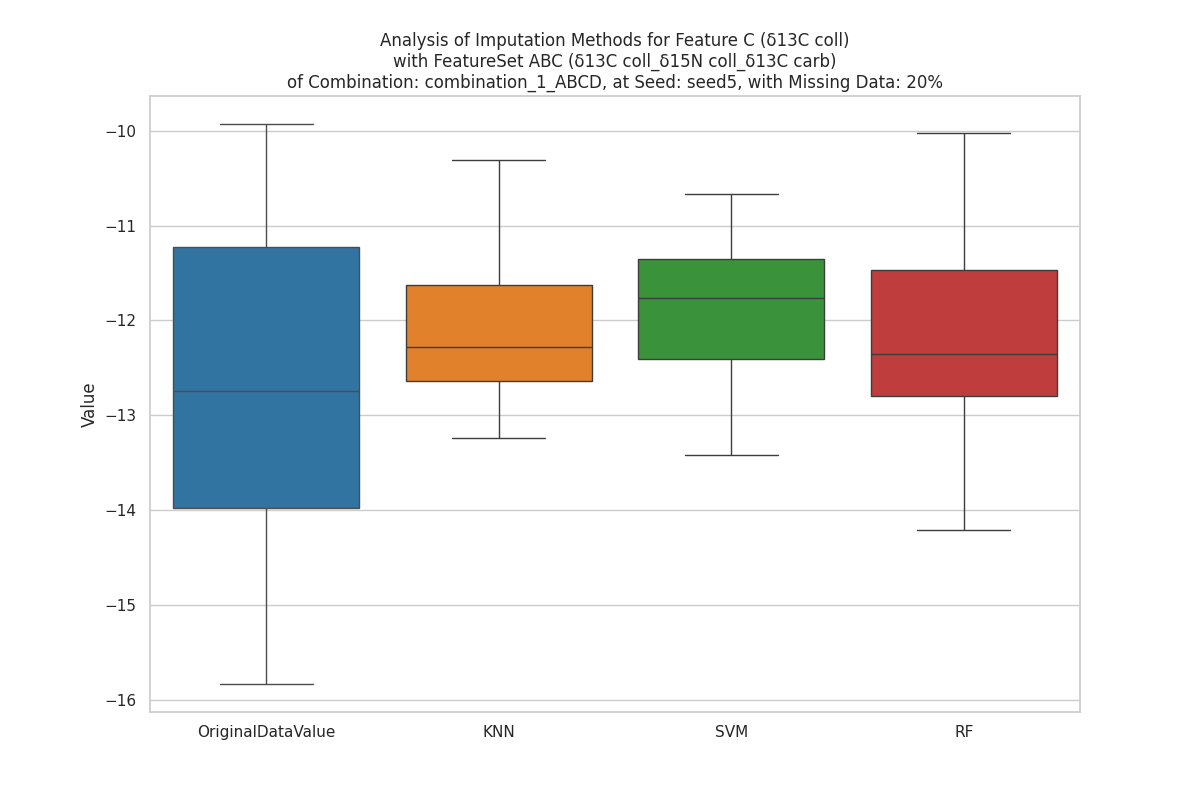 Analysis of Imputation Methods for Feature C (δ13C coll)
with FeatureSet ABC (δ13C coll_δ15N coll_δ13C carb)
of Combination: combination_1_ABCD, at Seed: seed5, with Missing Data: 20%
Value
−10
−11
−12
−13
−14
−15
−16
OriginalDataValue
KNN
SVM
RF